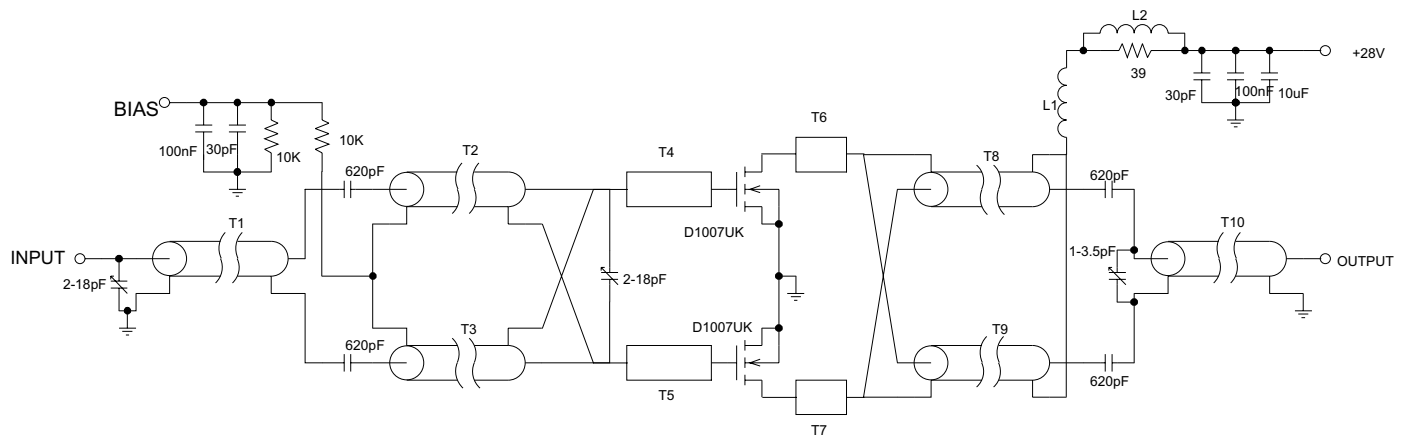 L2
39
+28V
30pF
100nF
10uF
L1
BIAS
100nF
30pF
10K
10K
T6
620pF
T2
T4
T8
620pF
D1007UK
T1
T10
INPUT
2-18pF
2-18pF
1-3.5pF
OUTPUT
D1007UK
620pF
T3
T9
620pF
T5
T7